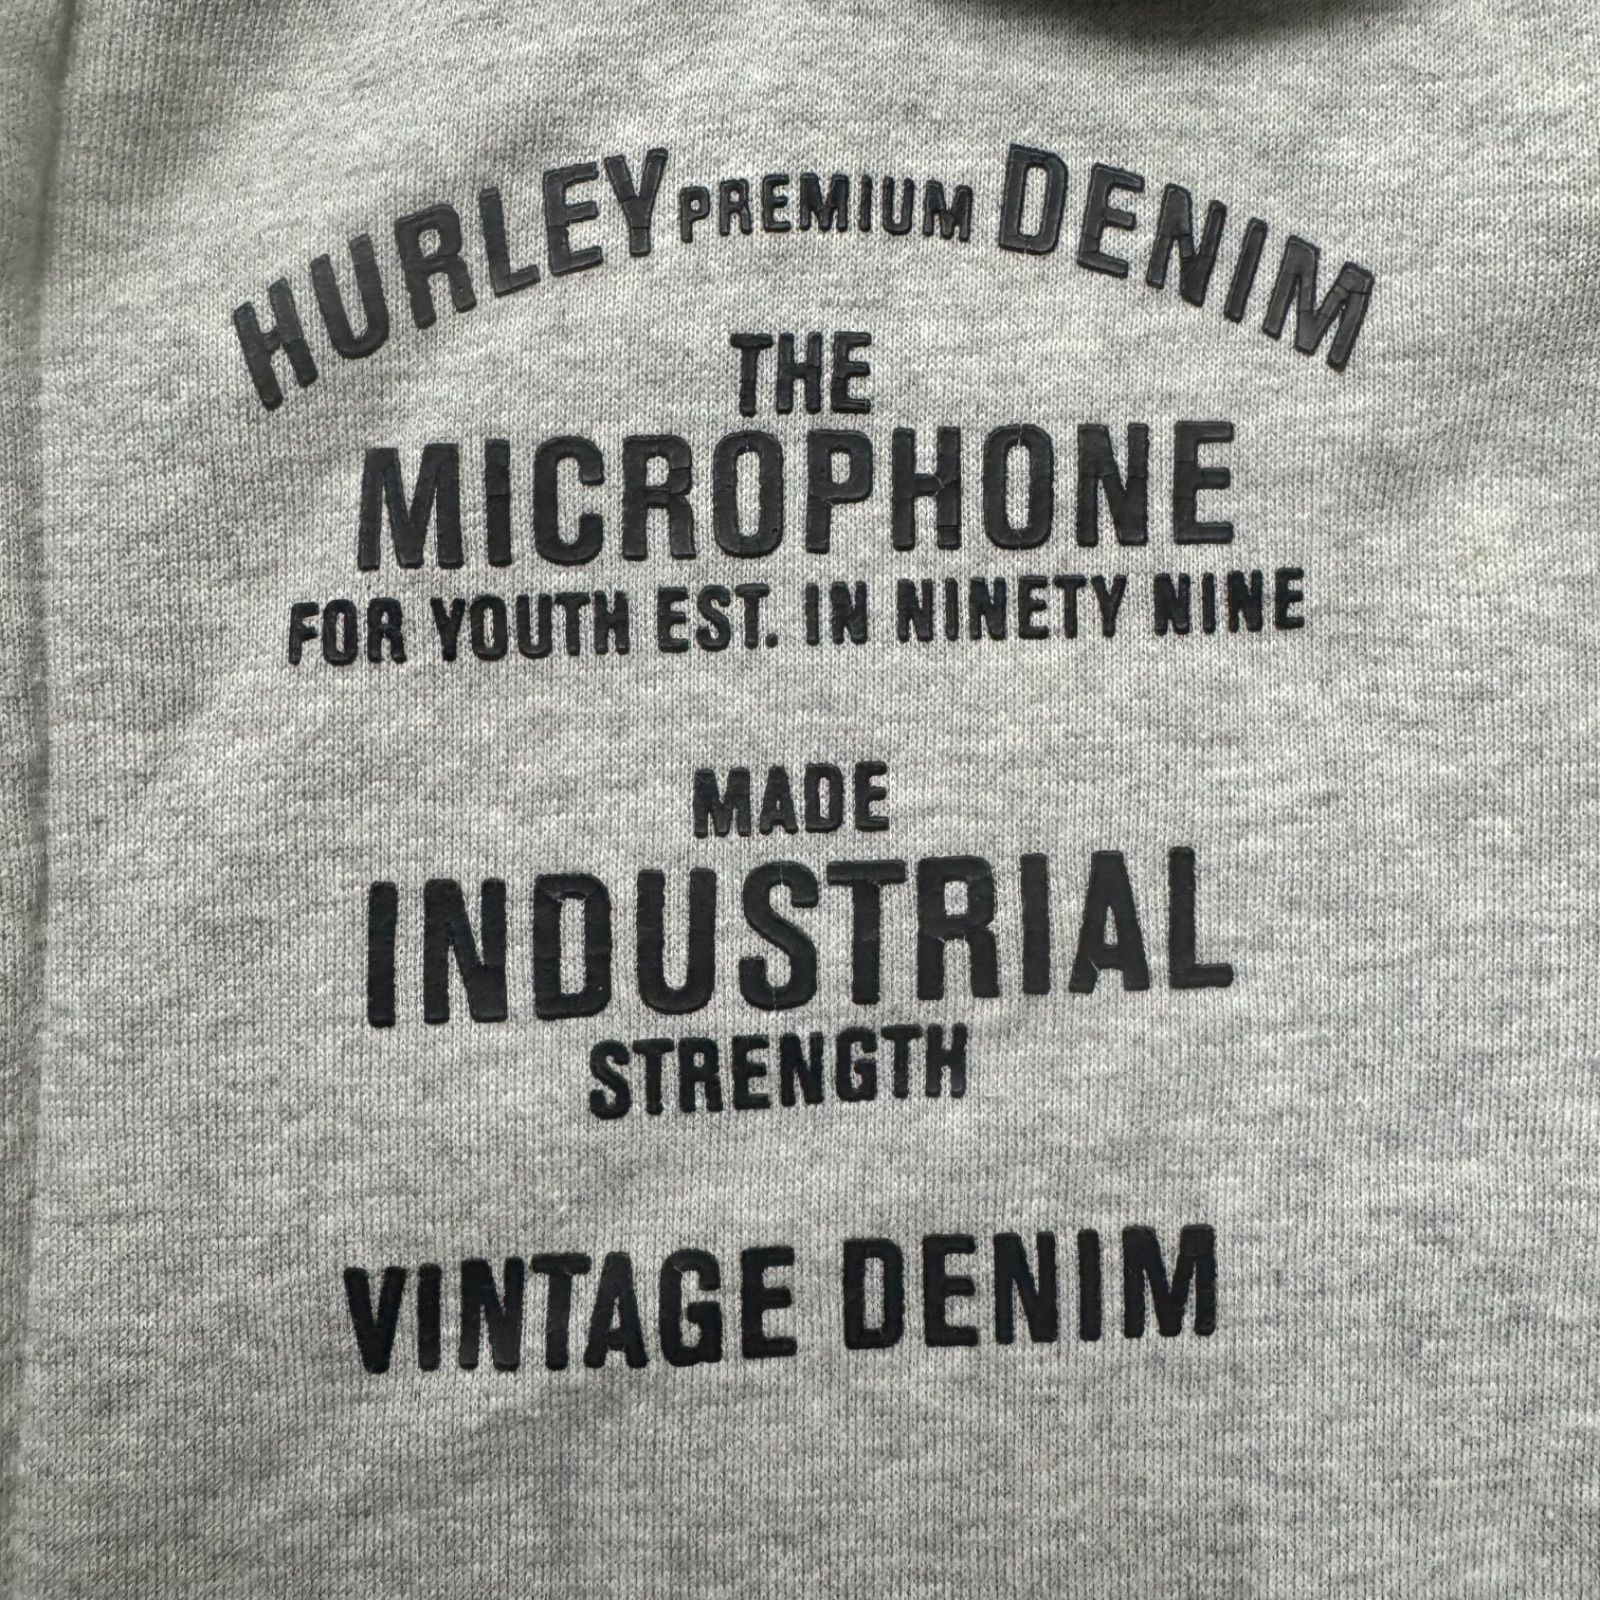 HURLEY PREMIUM DENIM
THE
MICROPHONE
FOR YOUTH EST. IN NINETY NINE
MADE
INDUSTRIAL
STRENGTH
VINTAGE DENIM